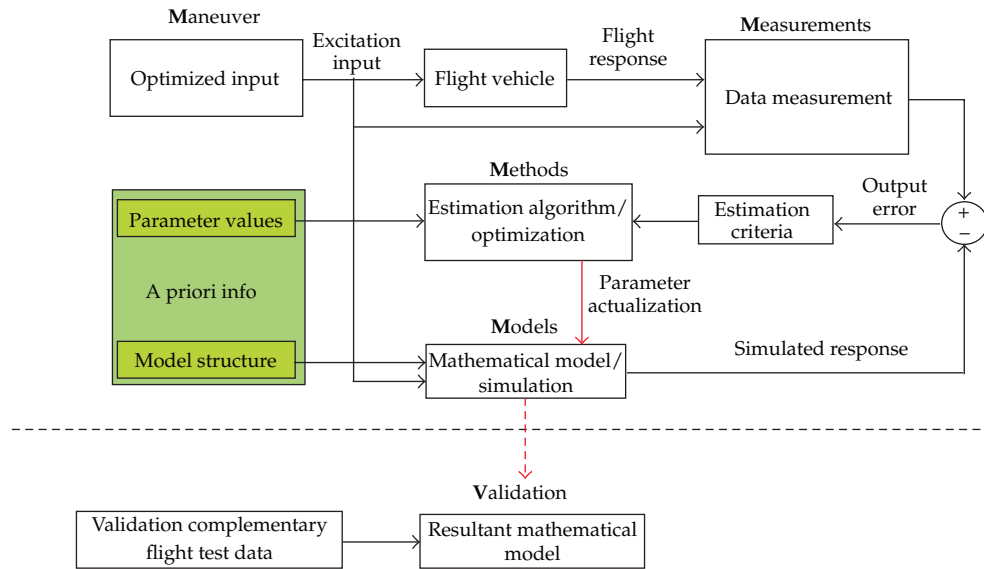 Maneuver
Optimized input
Excitation
input
Flight vehicle
Flight
response
Measurements
Data measurement
Parameter values
A priori info
Model structure
Methods
Estimation algorithm/
optimization
Estimation
criteria
Output
error
+
−
Parameter
actualization
Models
Mathematical model/
simulation
Simulated response
Validation
Validation complementary
flight test data
Resultant mathematical
model